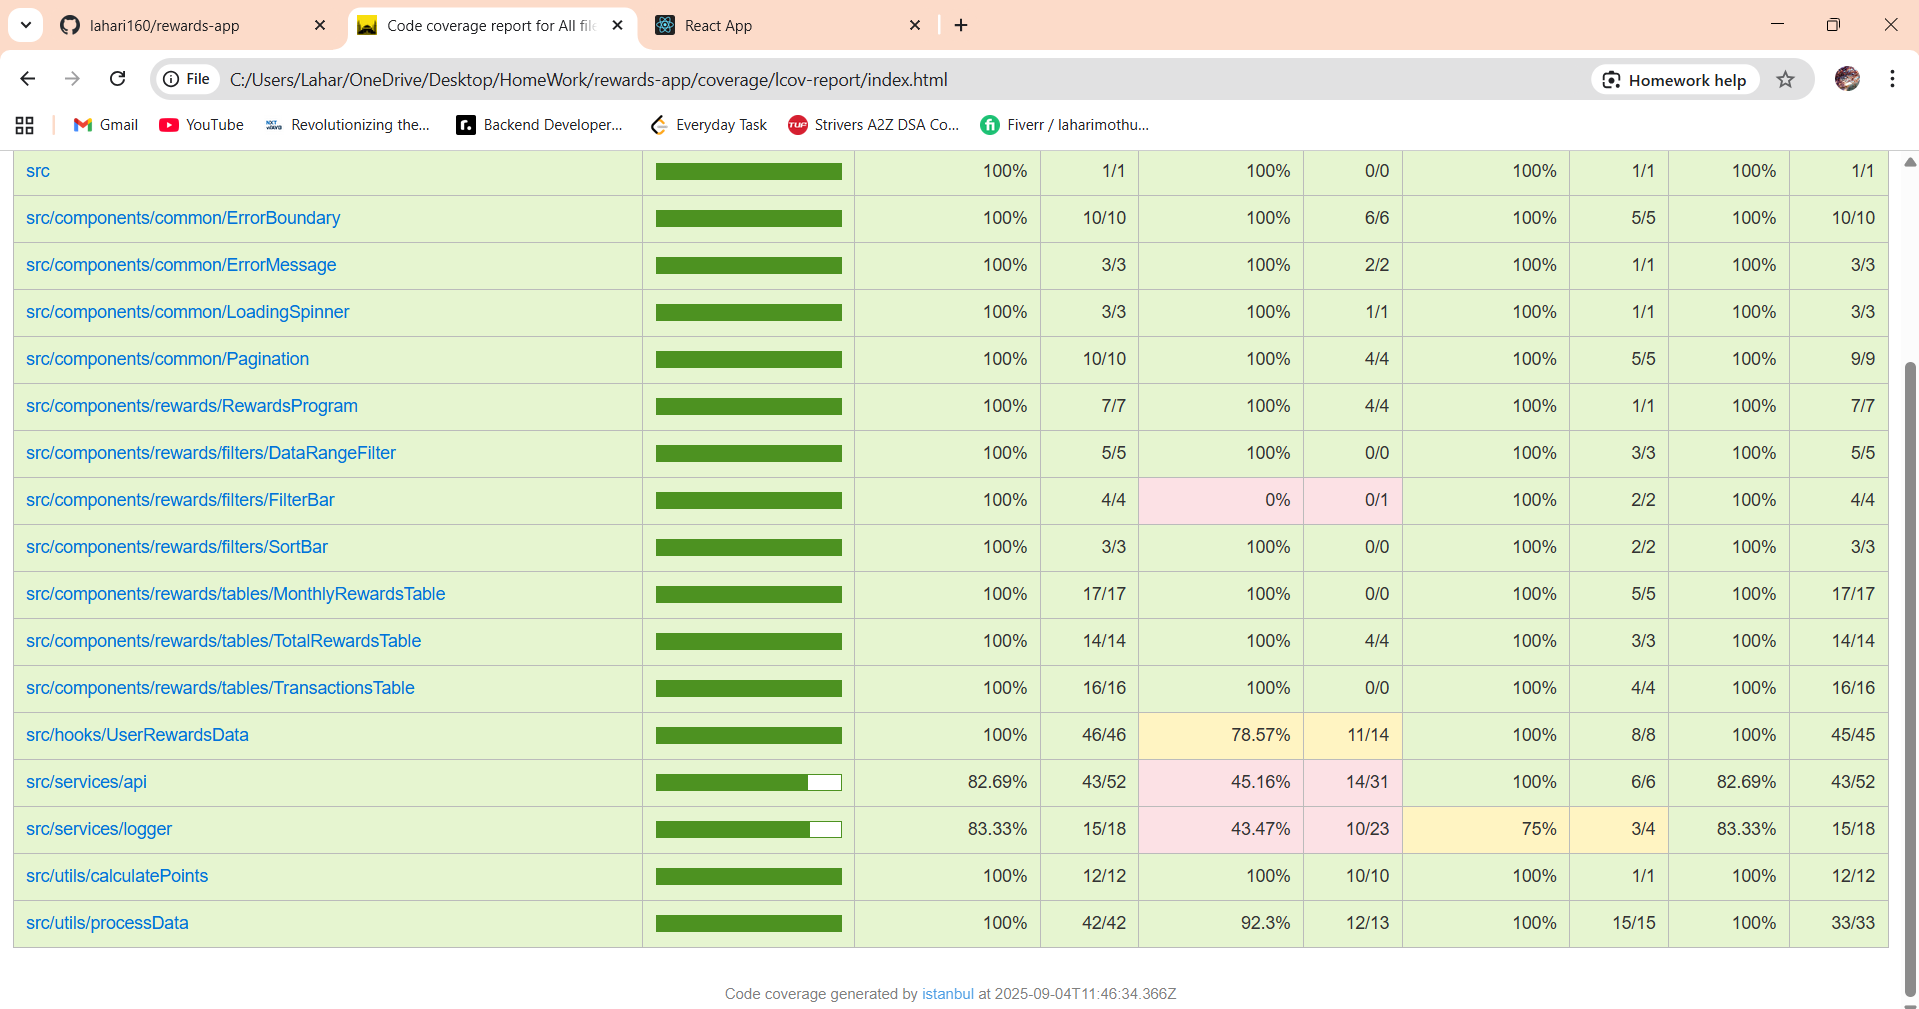 lahari160/rewards-app
Code coverage report for All file
React App
File
C:/Users/Lahar/OneDrive/Desktop/HomeWork/rewards-app/coverage/lcov-report/index.html
Homework help
Gmail
YouTube
Revolutionizing the...
Backend Developer...
Everyday Task
TUF
Strivers A2Z DSA Co...
Fiverr / laharimothu...
src 100% 1/1 100% 0/0 100% 1/1 100% 1/1
src/components/common/ErrorBoundary 100% 10/10 100% 6/6 100% 5/5 100% 10/10
src/components/common/ErrorMessage 100% 3/3 100% 2/2 100% 1/1 100% 3/3
src/components/common/LoadingSpinner 100% 3/3 100% 1/1 100% 1/1 100% 3/3
src/components/common/Pagination 100% 10/10 100% 4/4 100% 5/5 100% 9/9
src/components/rewards/RewardsProgram 100% 7/7 100% 4/4 100% 1/1 100% 7/7
src/components/rewards/filters/DataRangeFilter 100% 5/5 100% 0/0 100% 3/3 100% 5/5
src/components/rewards/filters/FilterBar 100% 4/4 0% 0/1 100% 2/2 100% 4/4
src/components/rewards/filters/SortBar 100% 3/3 100% 0/0 100% 2/2 100% 3/3
src/components/rewards/tables/MonthlyRewardsTable 100% 17/17 100% 0/0 100% 5/5 100% 17/17
src/components/rewards/tables/TotalRewardsTable 100% 14/14 100% 4/4 100% 3/3 100% 14/14
src/components/rewards/tables/TransactionsTable 100% 16/16 100% 0/0 100% 4/4 100% 16/16
src/hooks/UserRewardsData 100% 46/46 78.57% 11/14 100% 8/8 100% 45/45
src/services/api 82.69% 43/52 45.16% 14/31 100% 6/6 82.69% 43/52
src/services/logger 83.33% 15/18 43.47% 10/23 75% 3/4 83.33% 15/18
src/utils/calculatePoints 100% 12/12 100% 10/10 100% 1/1 100% 12/12
src/utils/processData 100% 42/42 92.3% 12/13 100% 15/15 100% 33/33
Code coverage generated by istanbul at 2025-09-04T11:46:34.366Z